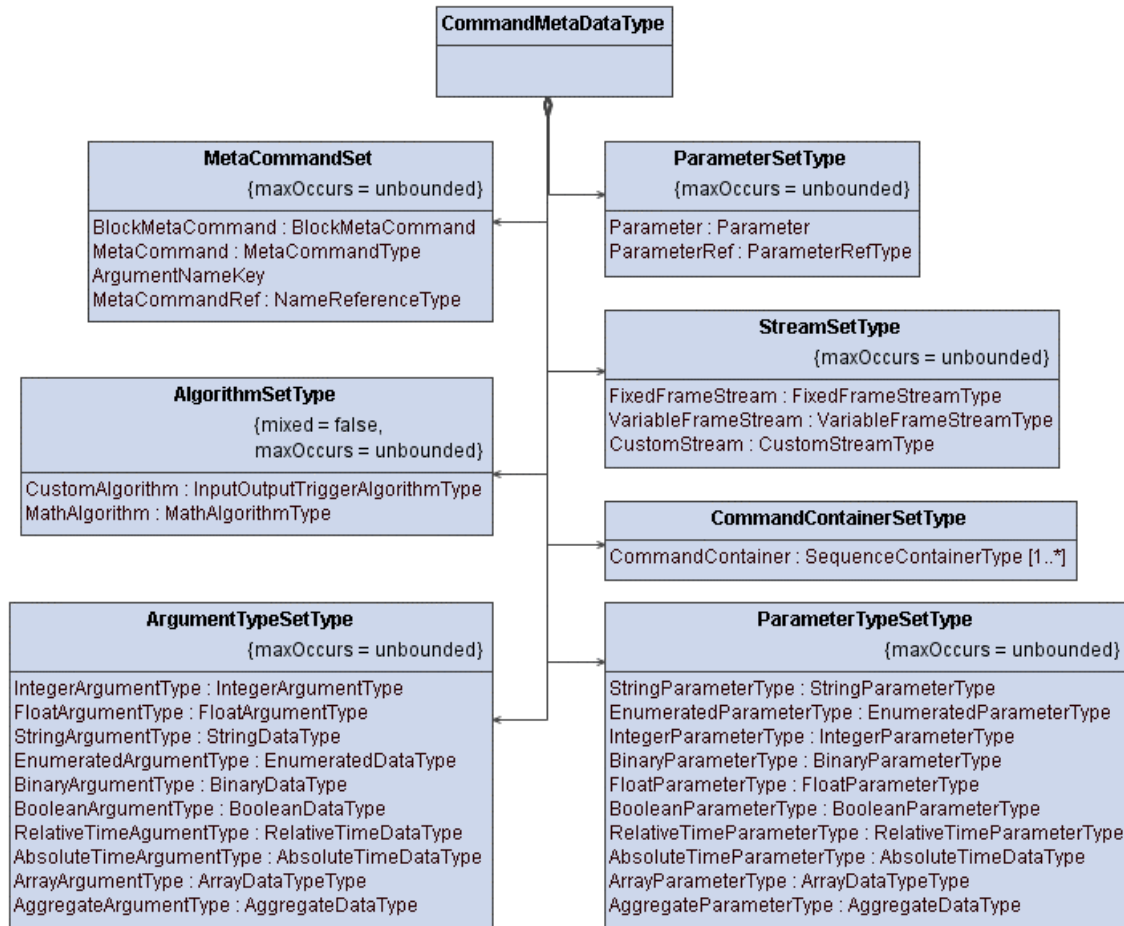 CommandMetaDataType
MetaCommandSet
{maxOccurs = unbounded}
BlockMetaCommand : BlockMetaCommand
MetaCommand : MetaCommandType
ArgumentNameKey
MetaCommandRef : NameReferenceType
ParameterSetType
{maxOccurs = unbounded}
Parameter : Parameter
ParameterRef : ParameterRefType
StreamSetType
{maxOccurs = unbounded}
FixedFrameStream : FixedFrameStreamType
VariableFrameStream : VariableFrameStreamType
CustomStream : CustomStreamType
AlgorithmSetType
{mixed = false,
maxOccurs = unbounded}
CustomAlgorithm : InputOutputTriggerAlgorithmType
MathAlgorithm : MathAlgorithmType
CommandContainerSetType
CommandContainer : SequenceContainerType [1..*]
ArgumentTypeSetType
{maxOccurs = unbounded}
IntegerArgumentType : IntegerArgumentType
FloatArgumentType : FloatArgumentType
StringArgumentType : StringDataType
EnumeratedArgumentType : EnumeratedDataType
BinaryArgumentType : BinaryDataType
BooleanArgumentType : BooleanDataType
RelativeTimeAgumentType : RelativeTimeDataType
AbsoluteTimeArgumentType : AbsoluteTimeDataType
ArrayArgumentType : ArrayDataTypeType
AggregateArgumentType : AggregateDataType
ParameterTypeSetType
{maxOccurs = unbounded}
StringParameterType : StringParameterType
EnumeratedParameterType : EnumeratedParameterType
IntegerParameterType : IntegerParameterType
BinaryParameterType : BinaryParameterType
FloatParameterType : FloatParameterType
BooleanParameterType : BooleanParameterType
RelativeTimeParameterType : RelativeTimeParameterType
AbsoluteTimeParameterType : AbsoluteTimeDataType
ArrayParameterType : ArrayDataTypeType
AggregateParameterType : AggregateDataType